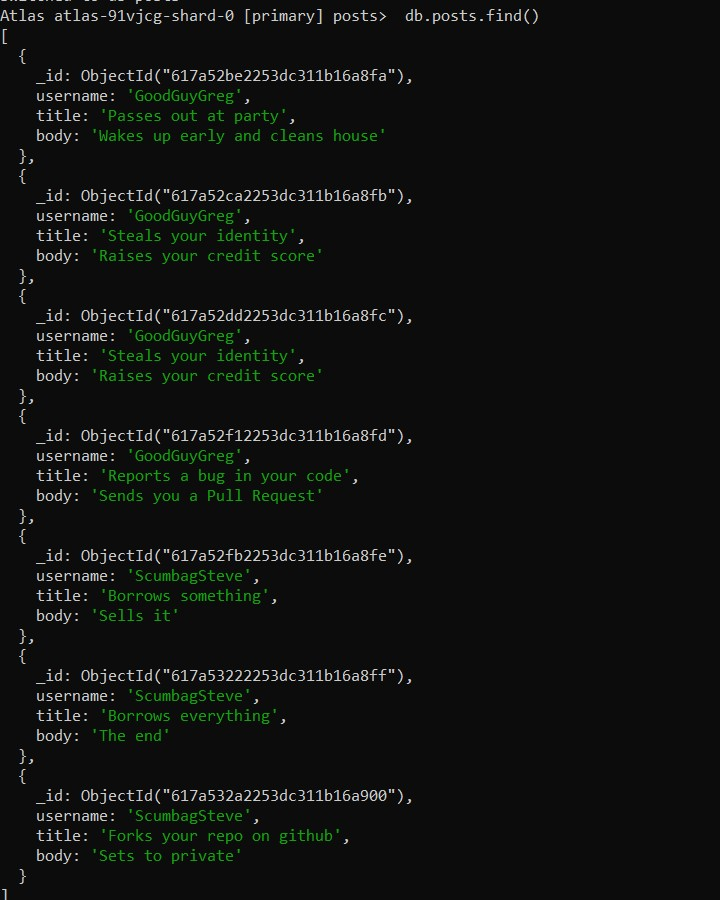 Atlas atlas-91vjcg-shard-0 [primary] posts>  db.posts.find()
[
  {
    _id: ObjectId("617a52be2253dc311b16a8fa"),
    username: 'GoodGuyGreg',
    title: 'Passes out at party',
    body: 'Wakes up early and cleans house'
  },
  {
    _id: ObjectId("617a52ca2253dc311b16a8fb"),
    username: 'GoodGuyGreg',
    title: 'Steals your identity',
    body: 'Raises your credit score'
  },
  {
    _id: ObjectId("617a52dd2253dc311b16a8fc"),
    username: 'GoodGuyGreg',
    title: 'Steals your identity',
    body: 'Raises your credit score'
  },
  {
    _id: ObjectId("617a52f12253dc311b16a8fd"),
    username: 'GoodGuyGreg',
    title: 'Reports a bug in your code',
    body: 'Sends you a Pull Request'
  },
  {
    _id: ObjectId("617a52fb2253dc311b16a8fe"),
    username: 'ScumbagSteve',
    title: 'Borrows something',
    body: 'Sells it'
  },
  {
    _id: ObjectId("617a53222253dc311b16a8ff"),
    username: 'ScumbagSteve',
    title: 'Borrows everything',
    body: 'The end'
  },
  {
    _id: ObjectId("617a532a2253dc311b16a900"),
    username: 'ScumbagSteve',
    title: 'Forks your repo on github',
    body: 'Sets to private'
  }
]